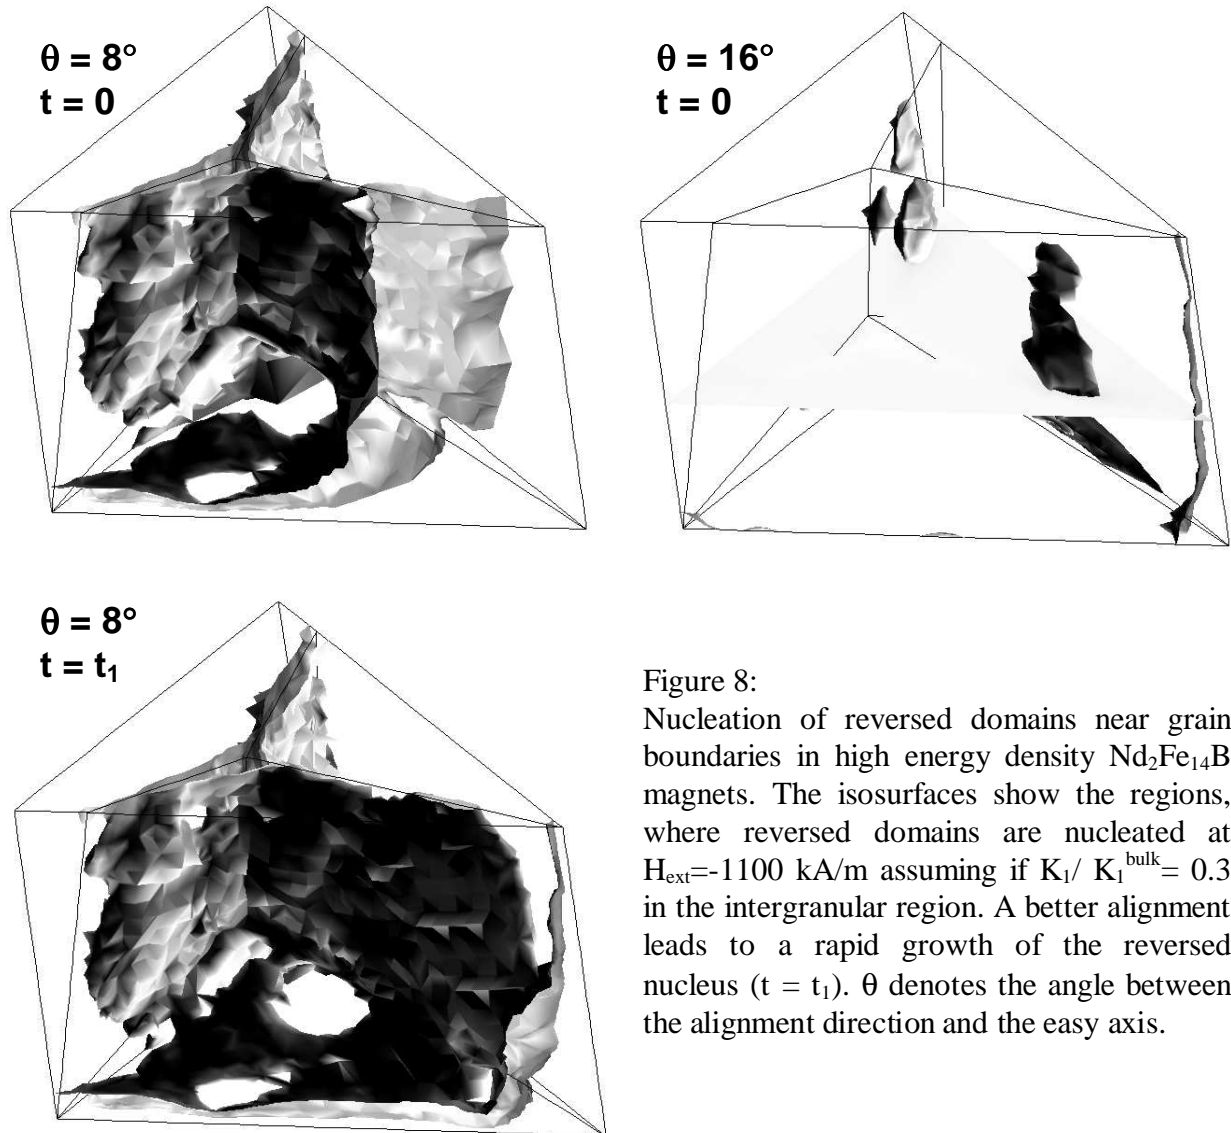 θ = 8°
t = 0
θ = 16°
t = 0
θ = 8°
t = t₁
Figure 8:
Nucleation of reversed domains near grain
boundaries in high energy density Nd₂Fe₁₄B
magnets. The isosurfaces show the regions,
where reversed domains are nucleated at
Hₑₓₜ=-1100 kA/m assuming if K₁/ K₁ᵇᵘˡᵏ= 0.3
in the intergranular region. A better alignment
leads to a rapid growth of the reversed
nucleus (t = t₁). θ denotes the angle between
the alignment direction and the easy axis.